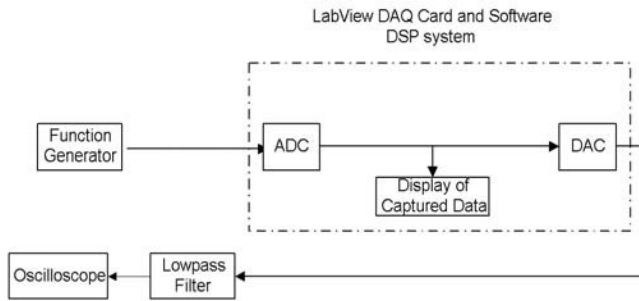 LabView DAQ Card and Software
DSP system
Function
Generator
ADC
DAC
Display of
Captured Data
Oscilloscope
Lowpass
Filter